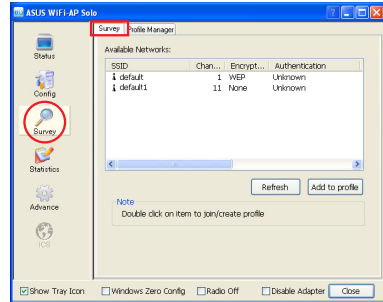 ASUS WiFi-AP Solo
Survey Profile Manager
Status
Config
Survey
Statistics
Advance
ICS
Available Networks:
SSID Chan... Encrypt... Authentication
default 1 WEP Unknown
default1 11 None Unknown
Refresh Add to profile
Note
Double click on item to join/create profile
Show Tray Icon Windows Zero Config Radio Off Disable Adapter Close